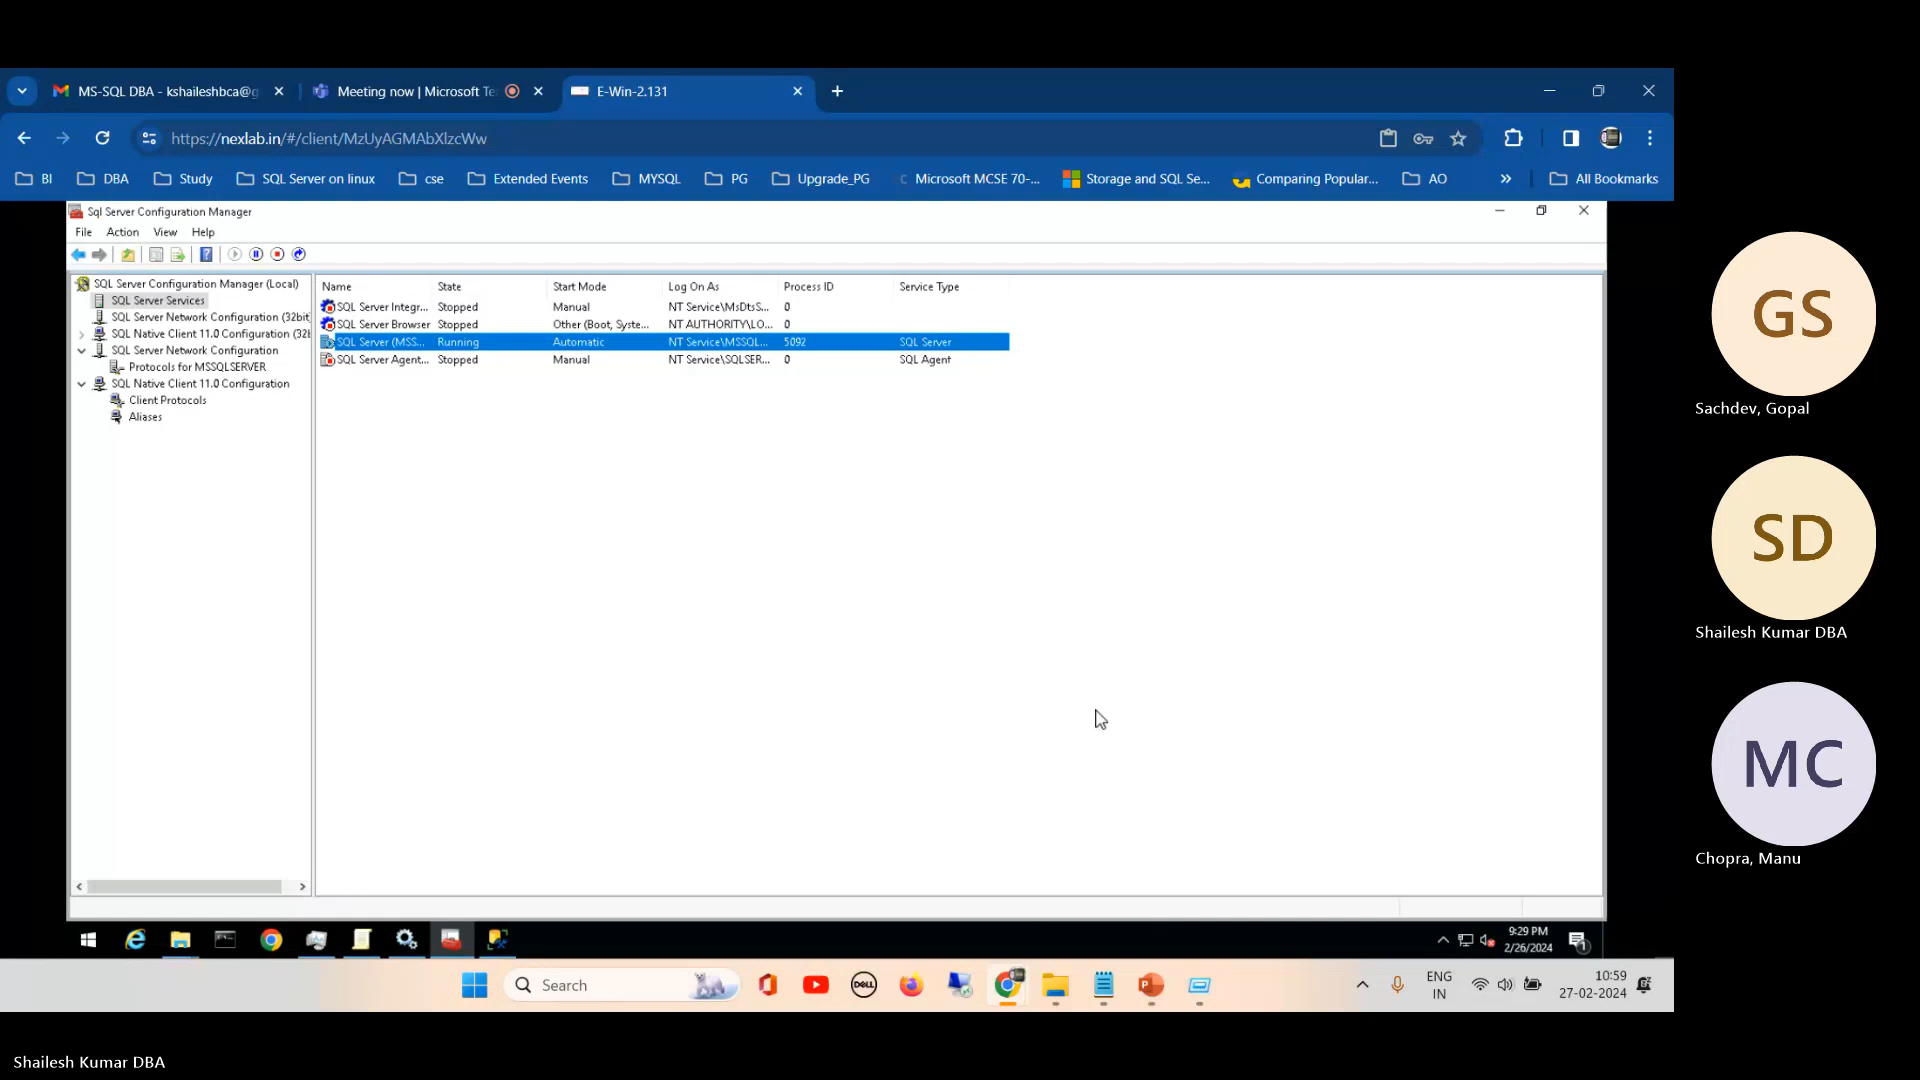 MS-SQL DBA - kshaileshbca@g
Meeting now | Microsoft Te
E-Win-2.131
https://nexlab.in/#/client/MzUyAGMAbXlzcWw
BI
DBA
Study
SQL Server on linux
cse
Extended Events
MYSQL
PG
Upgrade_PG
Microsoft MCSE 70-...
Storage and SQL Se...
Comparing Popular...
AO
»
All Bookmarks
Sql Server Configuration Manager
File Action View Help
SQL Server Configuration Manager (Local)
SQL Server Services
SQL Server Network Configuration (32bit
SQL Native Client 11.0 Configuration (32b
SQL Server Network Configuration
Protocols for MSSQLSERVER
SQL Native Client 11.0 Configuration
Client Protocols
Aliases
Name State Start Mode Log On As Process ID Service Type
SQL Server Integr... Stopped Manual NT Service\MsDtsS... 0
SQL Server Browser Stopped Other (Boot, Syste... NT AUTHORITY\LO... 0
SQL Server (MSS... Running Automatic NT Service\MSSQL... 5092 SQL Server
SQL Server Agent... Stopped Manual NT Service\SQLSER... 0 SQL Agent
9:29 PM
2/26/2024
1
Search
DELL
ENG
IN
10:59
27-02-2024
GS
Sachdev, Gopal
SD
Shailesh Kumar DBA
MC
Chopra, Manu
Shailesh Kumar DBA